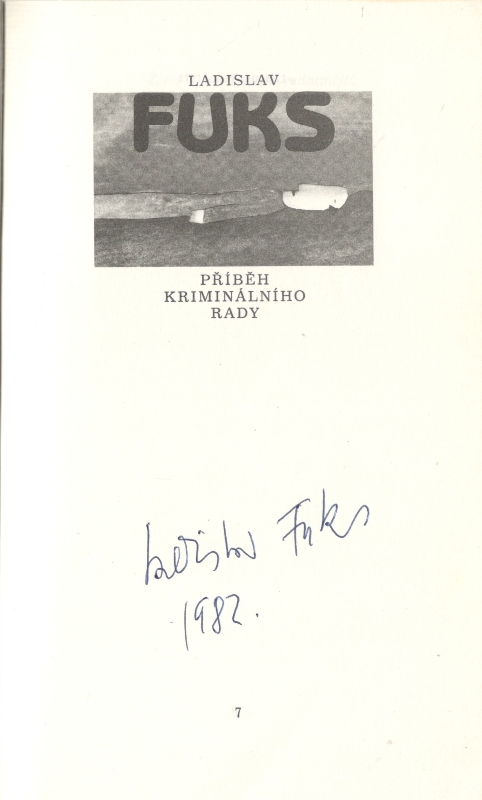 LADISLAV
FUKS
PŘÍBĚH
KRIMINÁLNÍHO
RADY
Ladislav Fuks
1982.
7